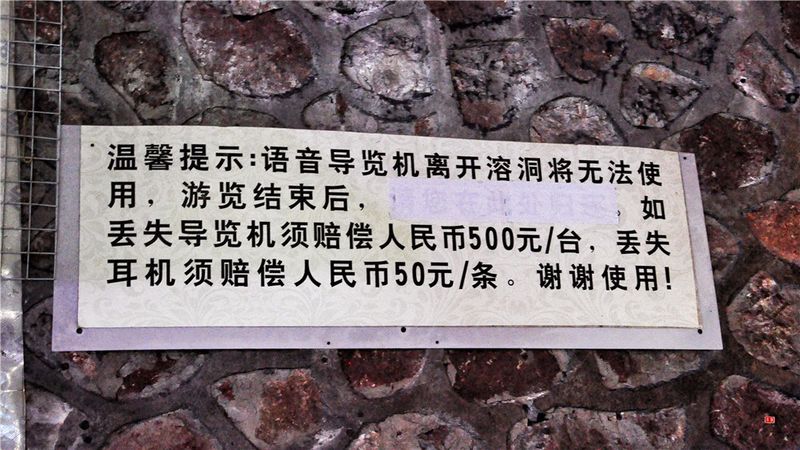 温馨提示:语音导览机离开溶洞将无法使
用，游览结束后，。如
丢失导览机须赔偿人民币500元/台，丢失
耳机须赔偿人民币50元/条。谢谢使用!